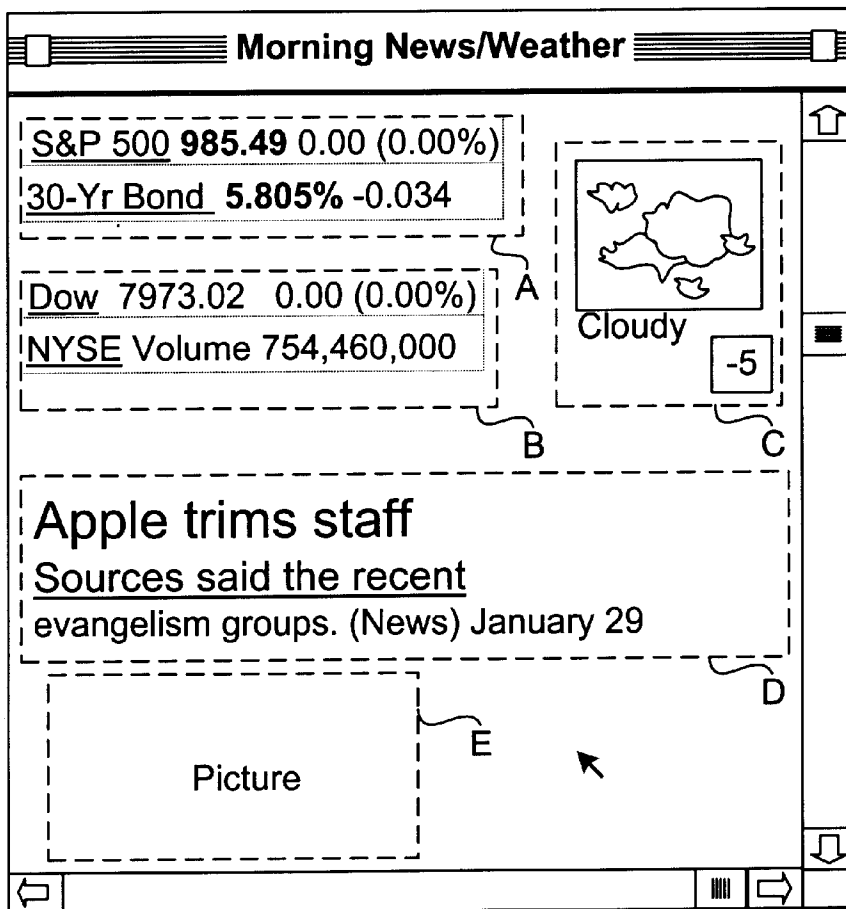 Morning News/Weather
S&P 500 985.49 0.00 (0.00%)
30-Yr Bond 5.805% -0.034
A
Dow 7973.02 0.00 (0.00%)
NYSE Volume 754,460,000
B
Cloudy
-5
C
Apple trims staff
Sources said the recent
evangelism groups. (News) January 29
D
E
Picture